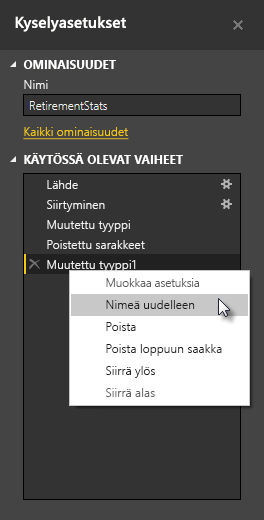 Kyselyasetukset
OMINAISUUDET
Nimi
RetirementStats
Kaikki ominaisuudet
KÄYTÖSSÄ OLEVAT VAIHEET
Lähde
Siirtyminen
Muutettu tyyppi
Poistettu sarakkeet
Muutettu tyyppi1
Muokkaa asetuksia
Nimeä uudelleen
Poista
Poista loppuun saakka
Siirrä ylös
Siirrä alas